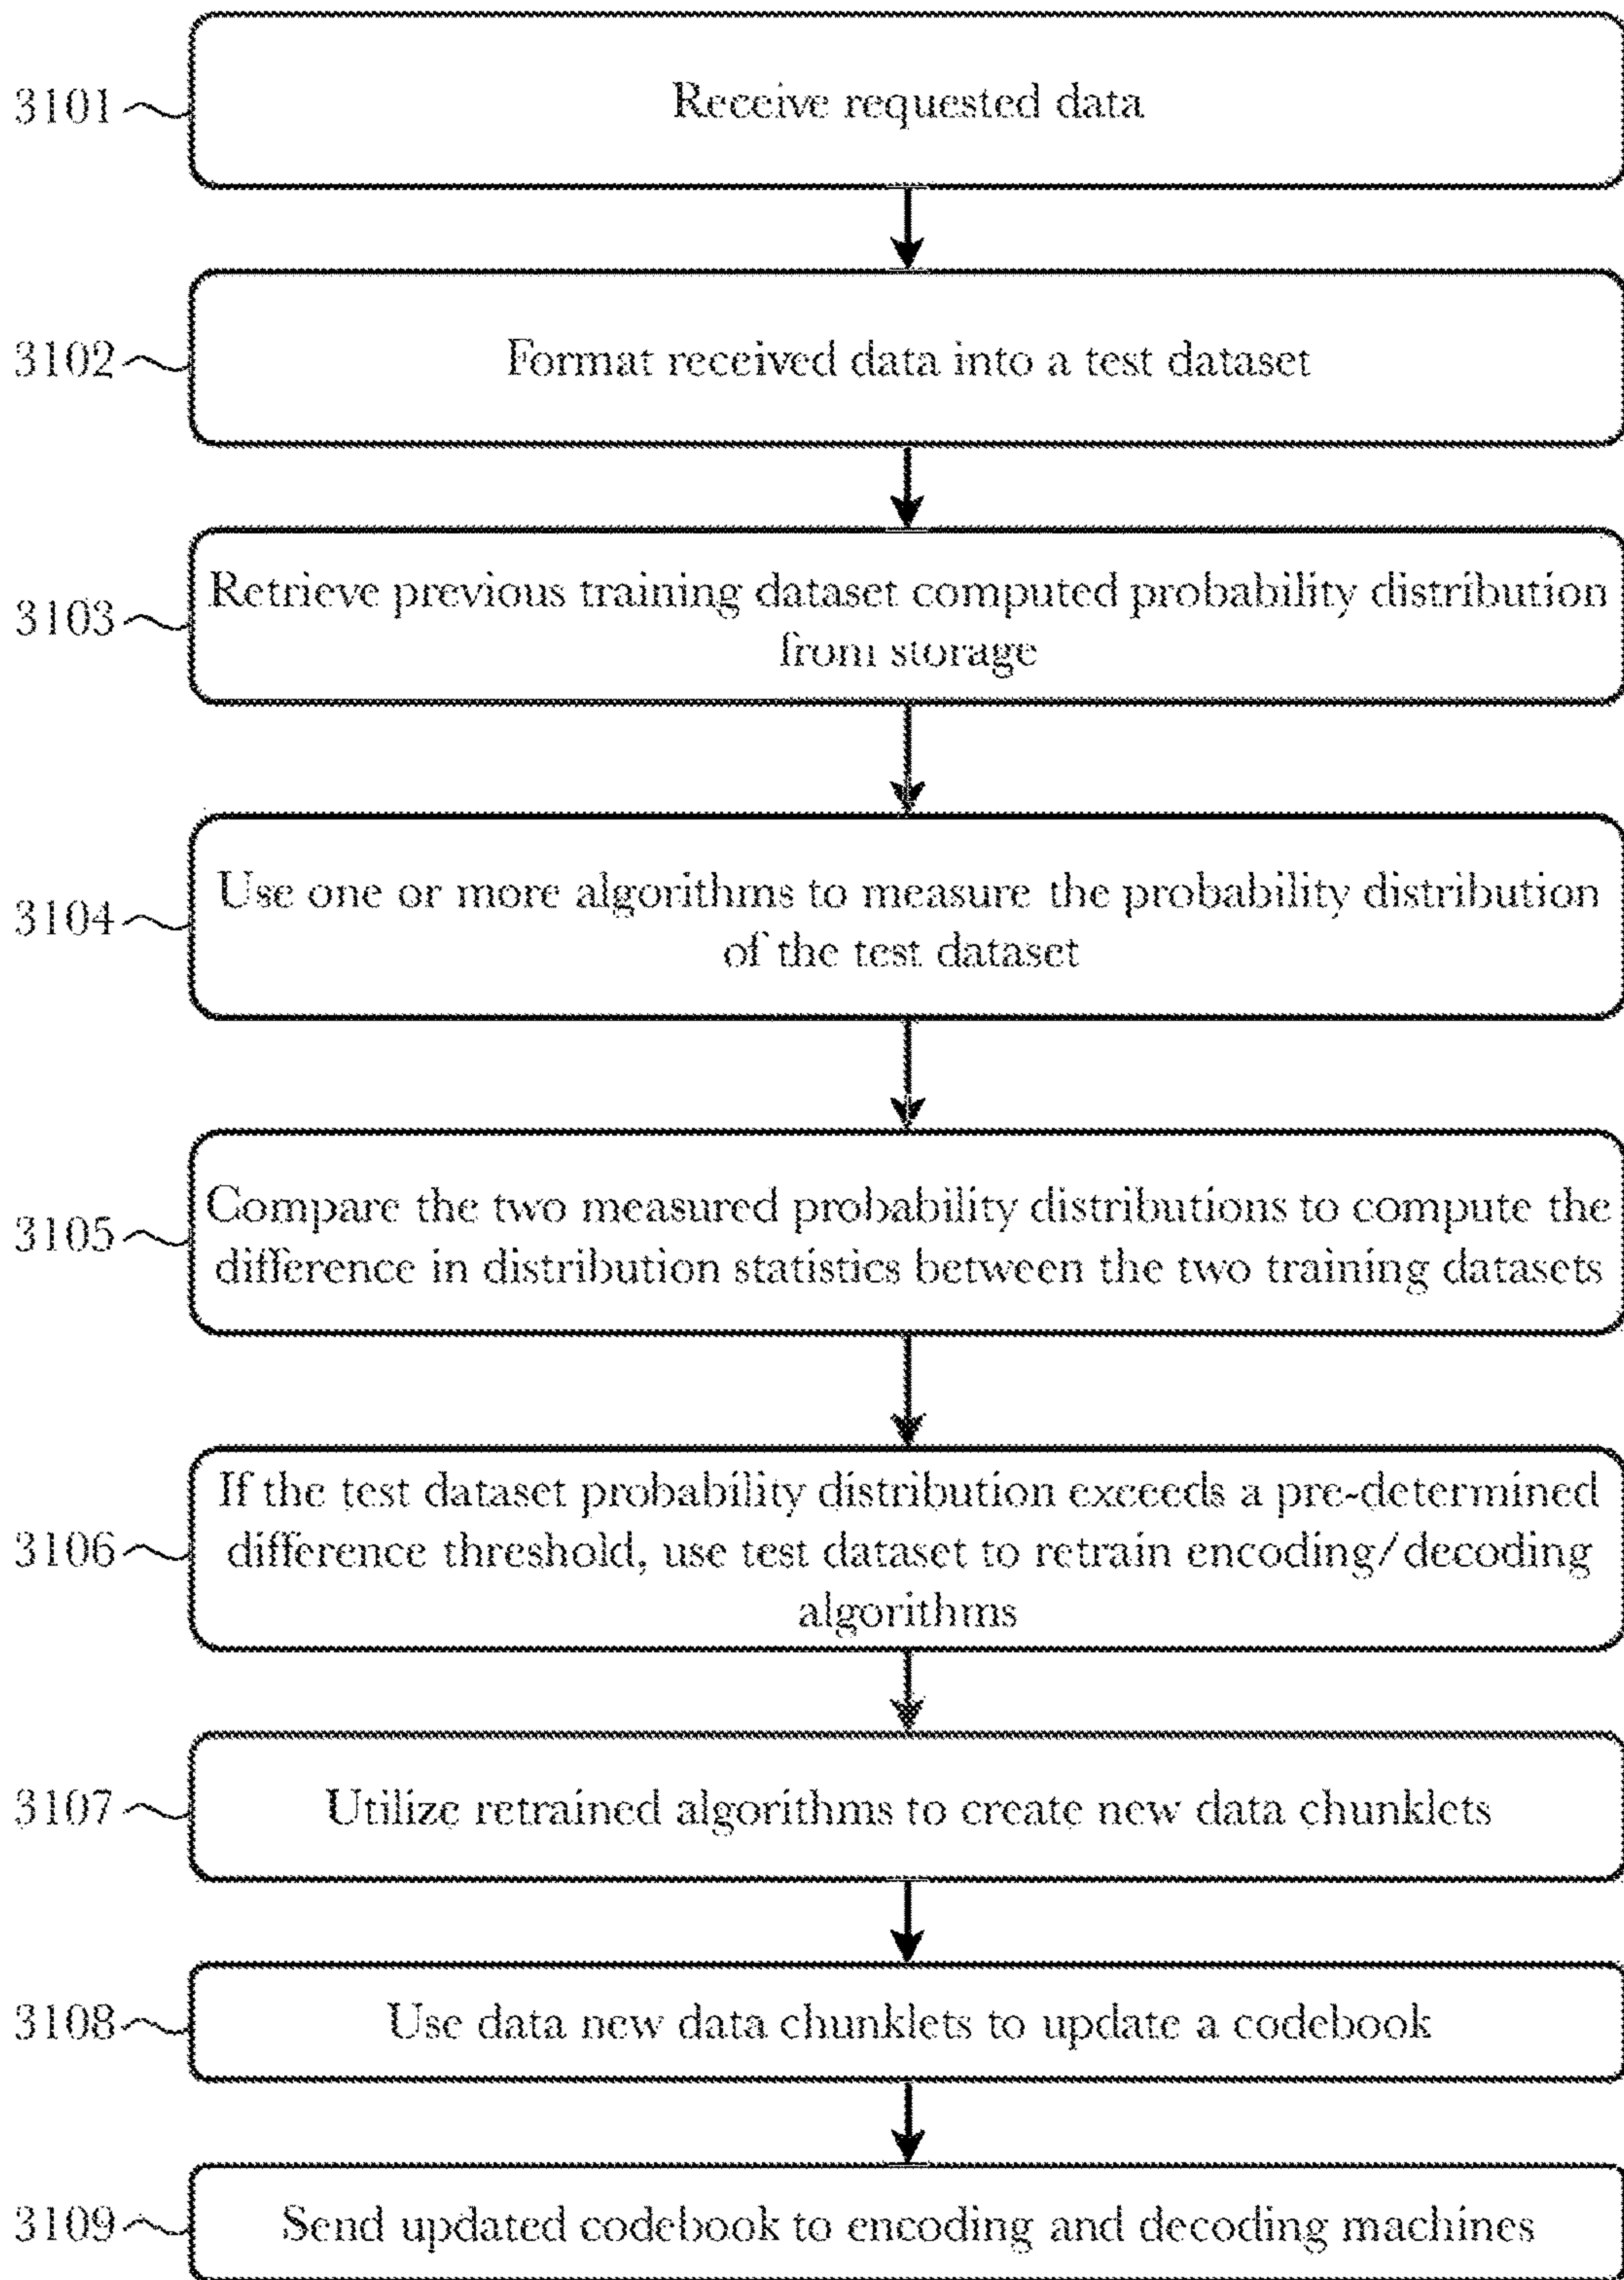 3101
Receive requested data
3102
Format received data into a test dataset
3103
Retrieve previous training dataset computed probability distribution
from storage
3104
Use one or more algorithms to measure the probability distribution
of the test dataset
3105
Compare the two measured probability distributions to compute the
difference in distribution statistics between the two training datasets
3106
If the test dataset probability distribution exceeds a pre-determined
difference threshold, use test dataset to retrain encoding/decoding
algorithms
3107
Utilize retrained algorithms to create new data chunklets
3108
Use data new data chunklets to update a codebook
3109
Send updated codebook to encoding and decoding machines